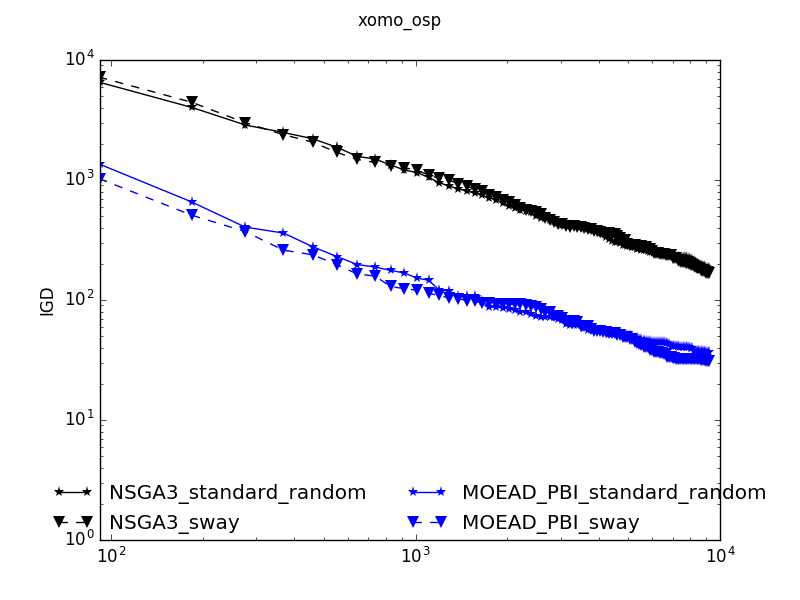 xomo_osp
10^4
10^3
10^2
10^1
10^0
IGD
NSGA3_standard_random
MOEAD_PBI_standard_random
NSGA3_sway
MOEAD_PBI_sway
10^2
10^3
10^4